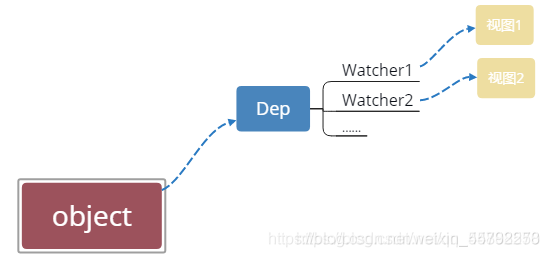 视图1
Watcher1
视图2
Watcher2
Dep
......
object